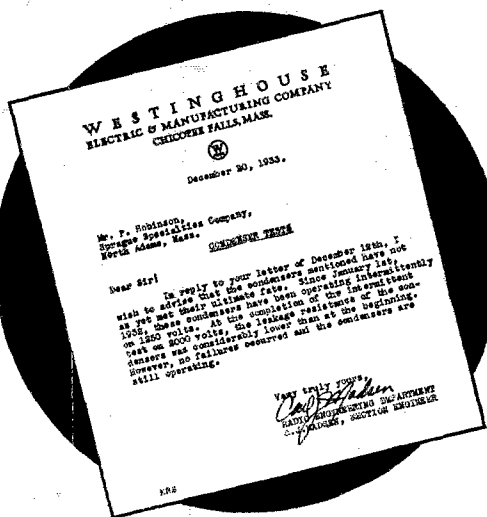 WESTINGHOUSE
ELECTRIC & MANUFACTURING COMPANY
CHICOPEE FALLS, MASS.
W
December 20, 1933.
Mr. P. Robinson,
Sprague Specialties Company,
North Adams, Mass.
CONDENSER TESTS
Dear Sir:
In reply to your letter of December 18th, I
wish to advise that the condensers mentioned have not
as yet met their ultimate fate. Since January 1st,
1932, these condensers have been operating intermittently
on 1250 volts. At the completion of the intermittent
test on 2000 volts, the leakage resistance of the con-
densers was considerably lower than at the beginning.
However, no failures occurred and the condensers are
still operating.
Very truly yours,
Carl J Madsen
RADIO ENGINEERING DEPARTMENT
C.J.MADSEN, SECTION ENGINEER